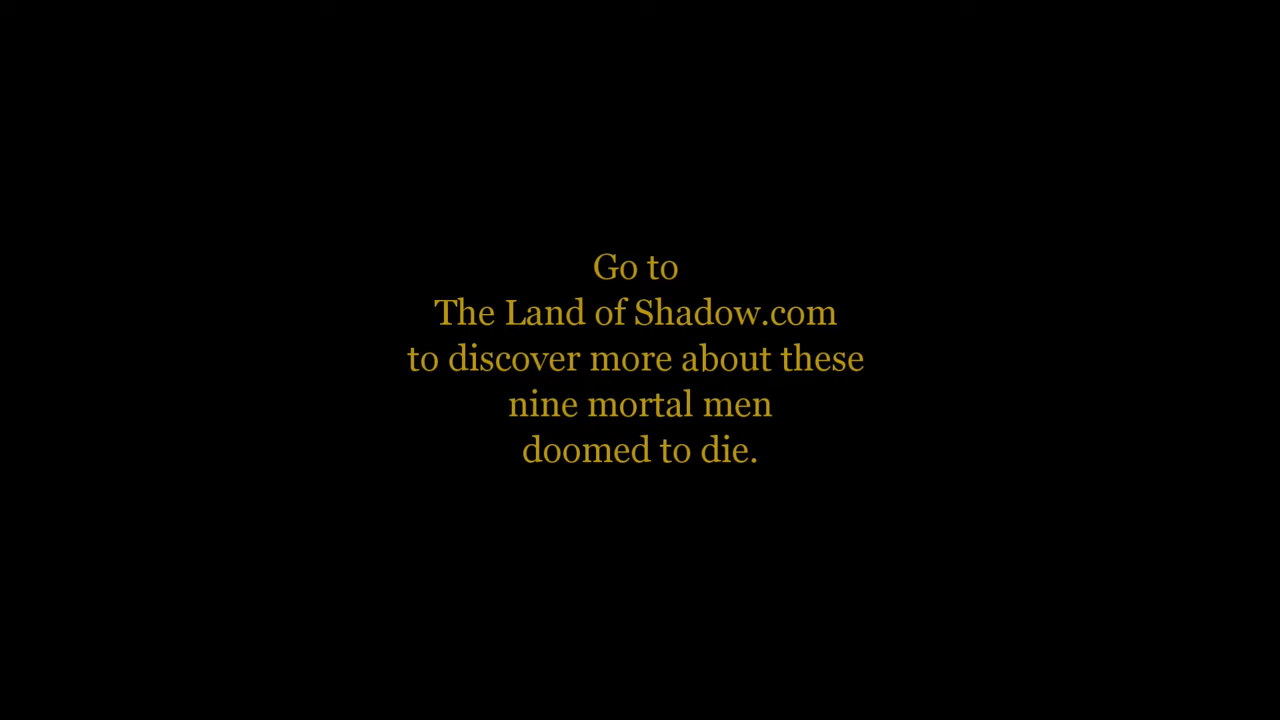 Go to
The Land of Shadow.com
to discover more about these
nine mortal men
doomed to die.